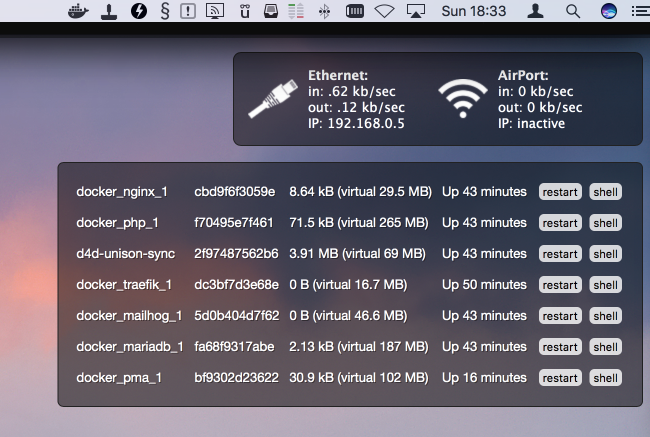 Sun 18:33
Ethernet: AirPort:
in: .62 kb/sec in: 0 kb/sec
out: .12 kb/sec out: 0 kb/sec
IP: 192.168.0.5 IP: inactive
docker_nginx_1 cbd9f6f3059e 8.64 kB (virtual 29.5 MB) Up 43 minutes restart shell
docker_php_1 f70495e7f461 71.5 kB (virtual 265 MB) Up 43 minutes restart shell
d4d-unison-sync 2f97487562b6 3.91 MB (virtual 69 MB) Up 43 minutes restart shell
docker_traefik_1 dc3bf7d3e68e 0 B (virtual 16.7 MB) Up 50 minutes restart shell
docker_mailhog_1 5d0b404d7f62 0 B (virtual 46.6 MB) Up 43 minutes restart shell
docker_mariadb_1 fa68f9317abe 2.13 kB (virtual 187 MB) Up 43 minutes restart shell
docker_pma_1 bf9302d23622 30.9 kB (virtual 102 MB) Up 16 minutes restart shell